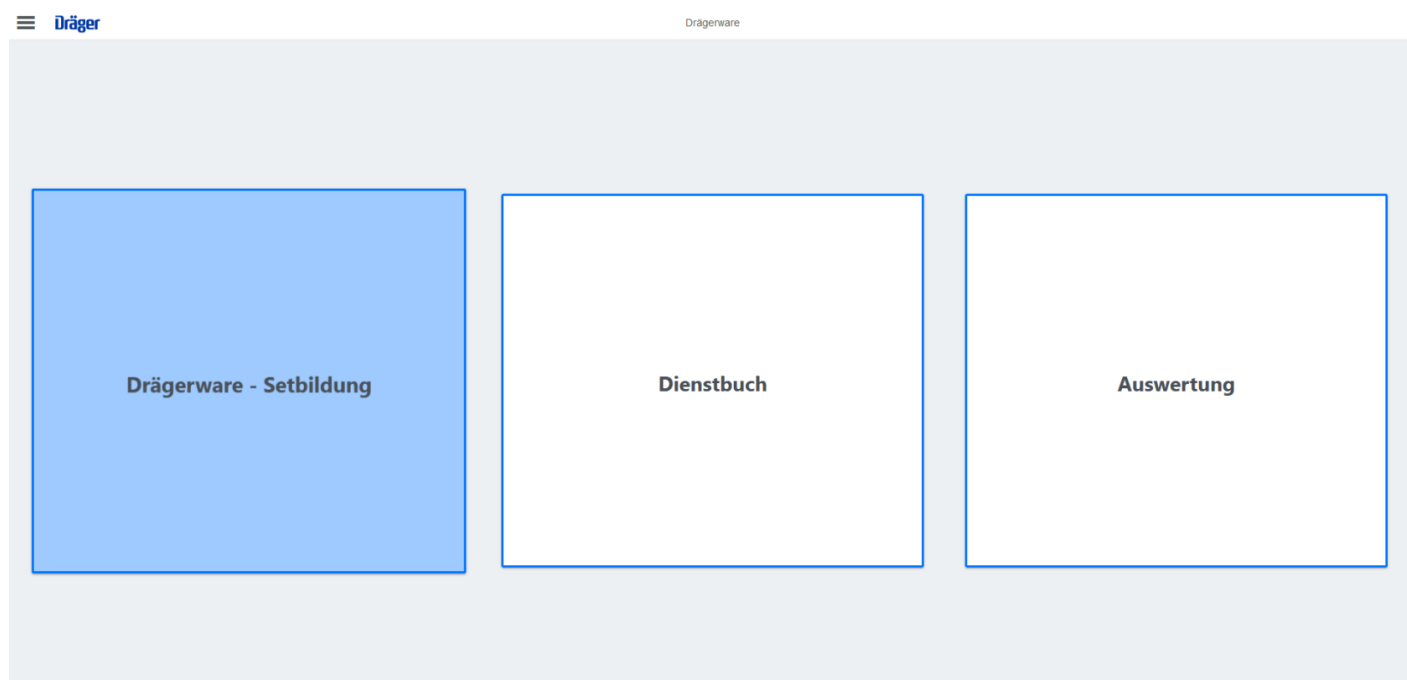 Dräger
Drägerware
Drägerware - Setbildung
Dienstbuch
Auswertung